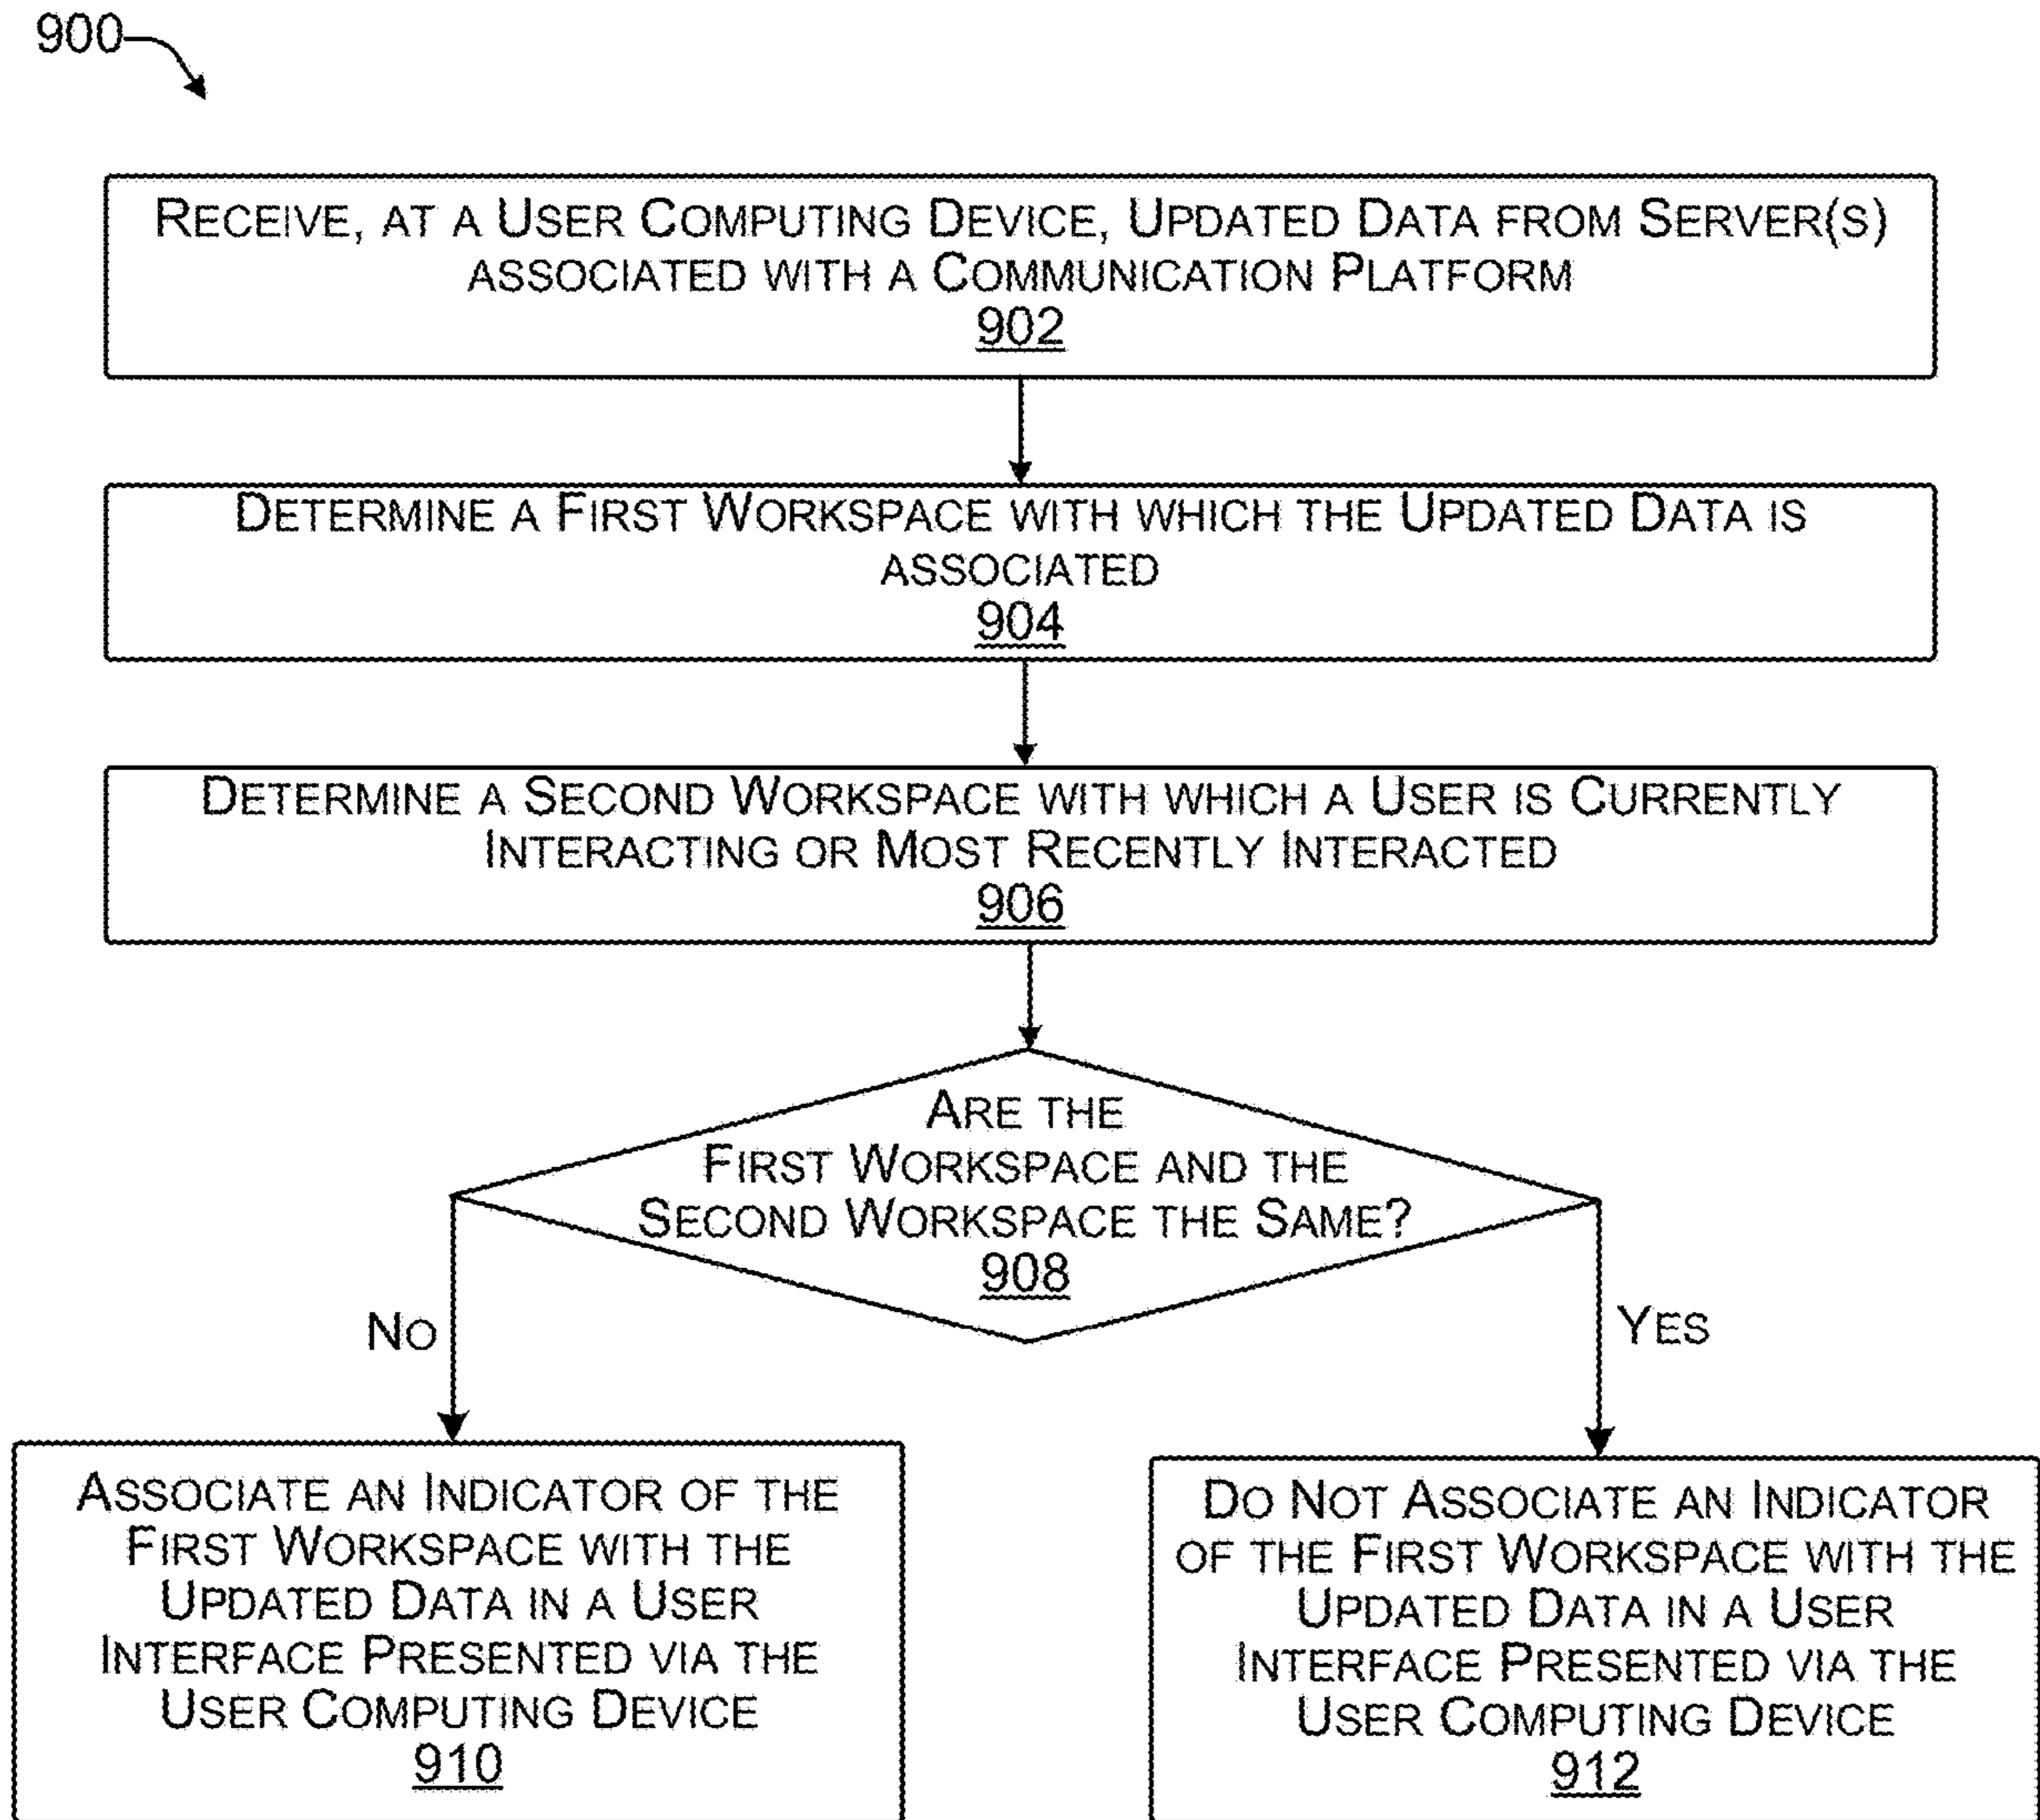 900
RECEIVE, AT A USER COMPUTING DEVICE, UPDATED DATA FROM SERVER(S)
ASSOCIATED WITH A COMMUNICATION PLATFORM
902
DETERMINE A FIRST WORKSPACE WITH WHICH THE UPDATED DATA IS
ASSOCIATED
904
DETERMINE A SECOND WORKSPACE WITH WHICH A USER IS CURRENTLY
INTERACTING OR MOST RECENTLY INTERACTED
906
ARE THE
FIRST WORKSPACE AND THE
SECOND WORKSPACE THE SAME?
908
NO
YES
ASSOCIATE AN INDICATOR OF THE
FIRST WORKSPACE WITH THE
UPDATED DATA IN A USER
INTERFACE PRESENTED VIA THE
USER COMPUTING DEVICE
910
DO NOT ASSOCIATE AN INDICATOR
OF THE FIRST WORKSPACE WITH THE
UPDATED DATA IN A USER
INTERFACE PRESENTED VIA THE
USER COMPUTING DEVICE
912